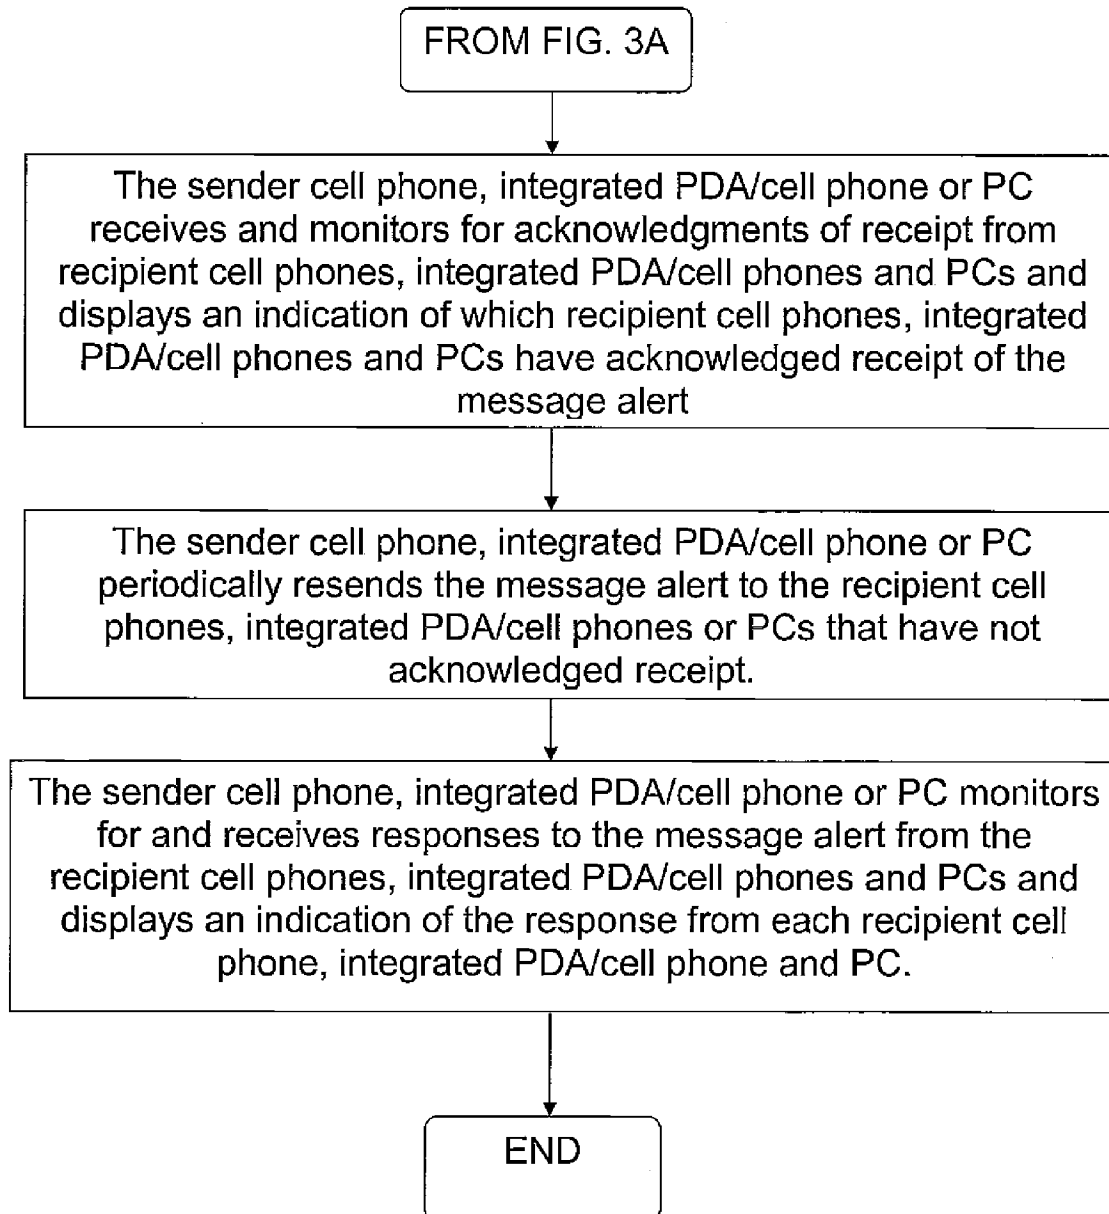 FROM FIG. 3A
The sender cell phone, integrated PDA/cell phone or PC
receives and monitors for acknowledgments of receipt from
recipient cell phones, integrated PDA/cell phones and PCs and
displays an indication of which recipient cell phones, integrated
PDA/cell phones and PCs have acknowledged receipt of the
message alert
The sender cell phone, integrated PDA/cell phone or PC
periodically resends the message alert to the recipient cell
phones, integrated PDA/cell phones or PCs that have not
acknowledged receipt.
The sender cell phone, integrated PDA/cell phone or PC monitors
for and receives responses to the message alert from the
recipient cell phones, integrated PDA/cell phones and PCs and
displays an indication of the response from each recipient cell
phone, integrated PDA/cell phone and PC.
END